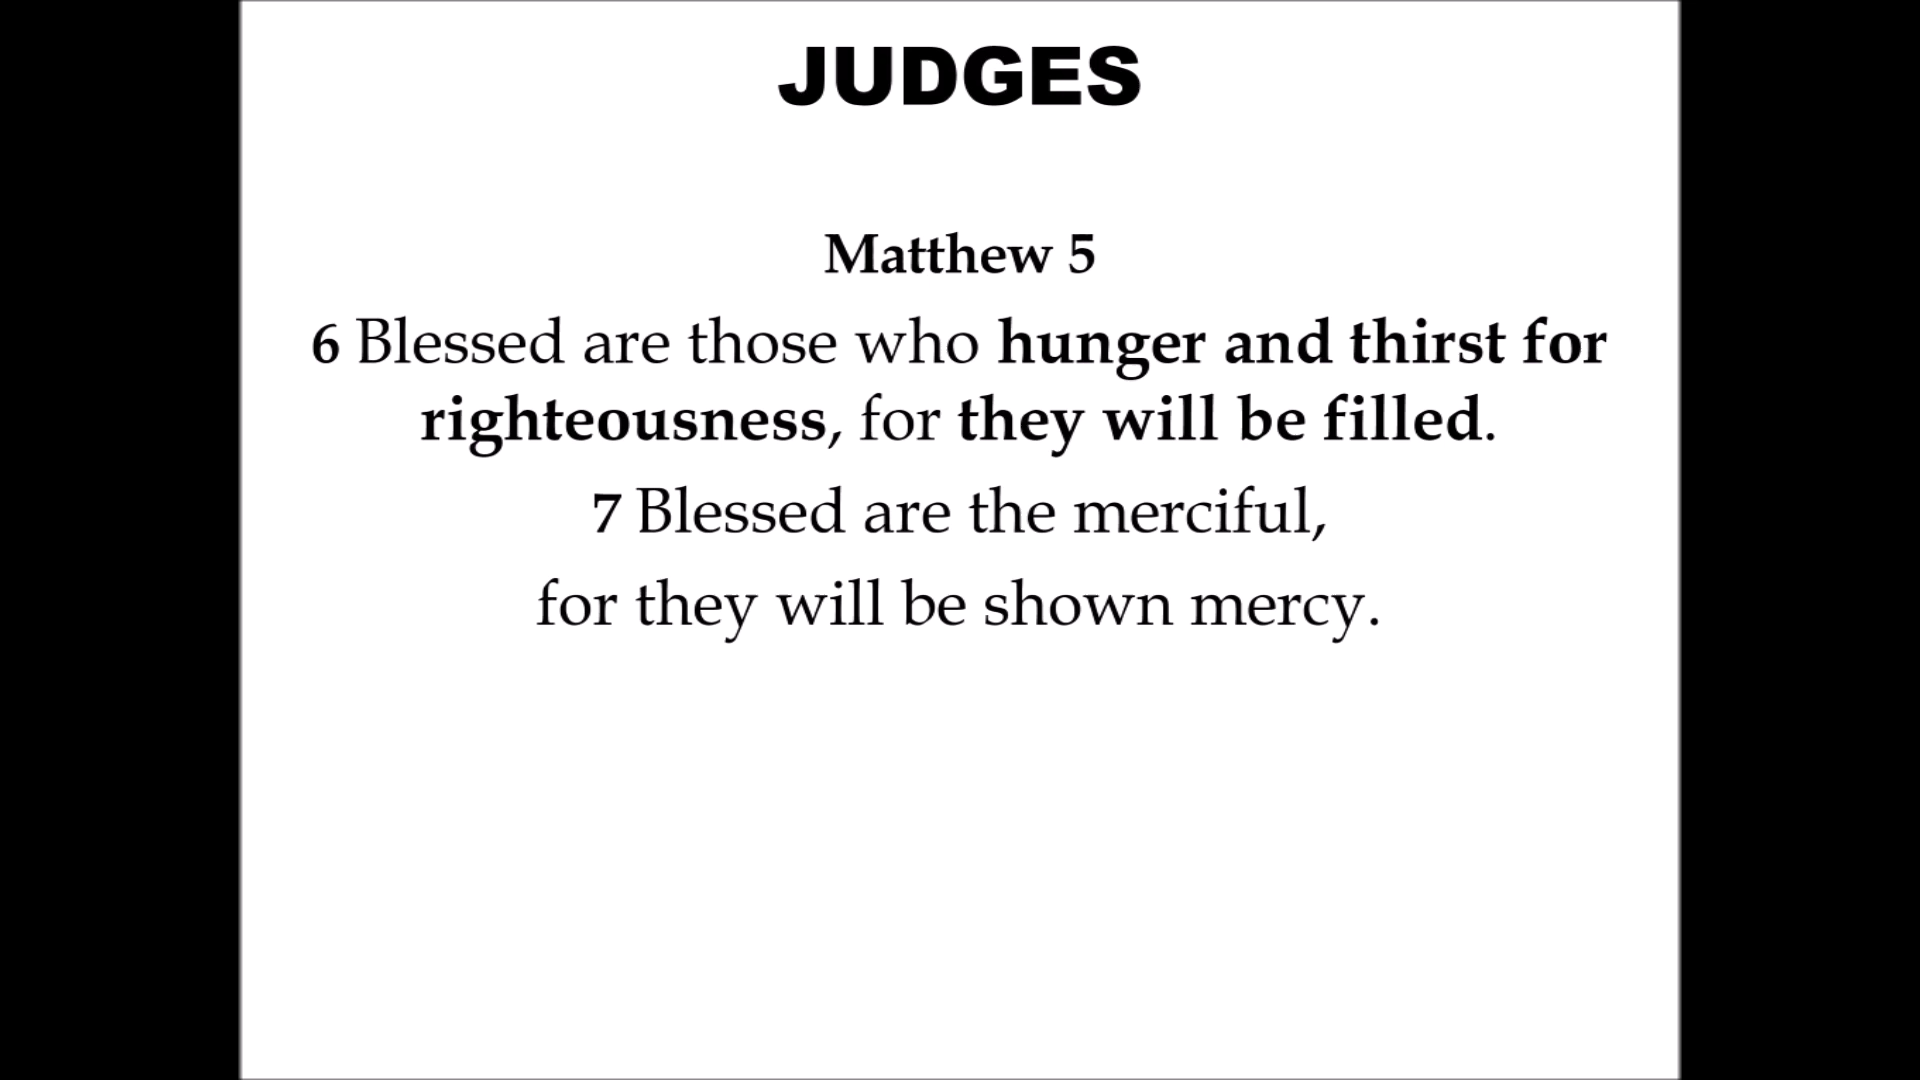 JUDGES
Matthew 5
6 Blessed are those who hunger and thirst for
righteousness, for they will be filled.
7 Blessed are the merciful,
for they will be shown mercy.